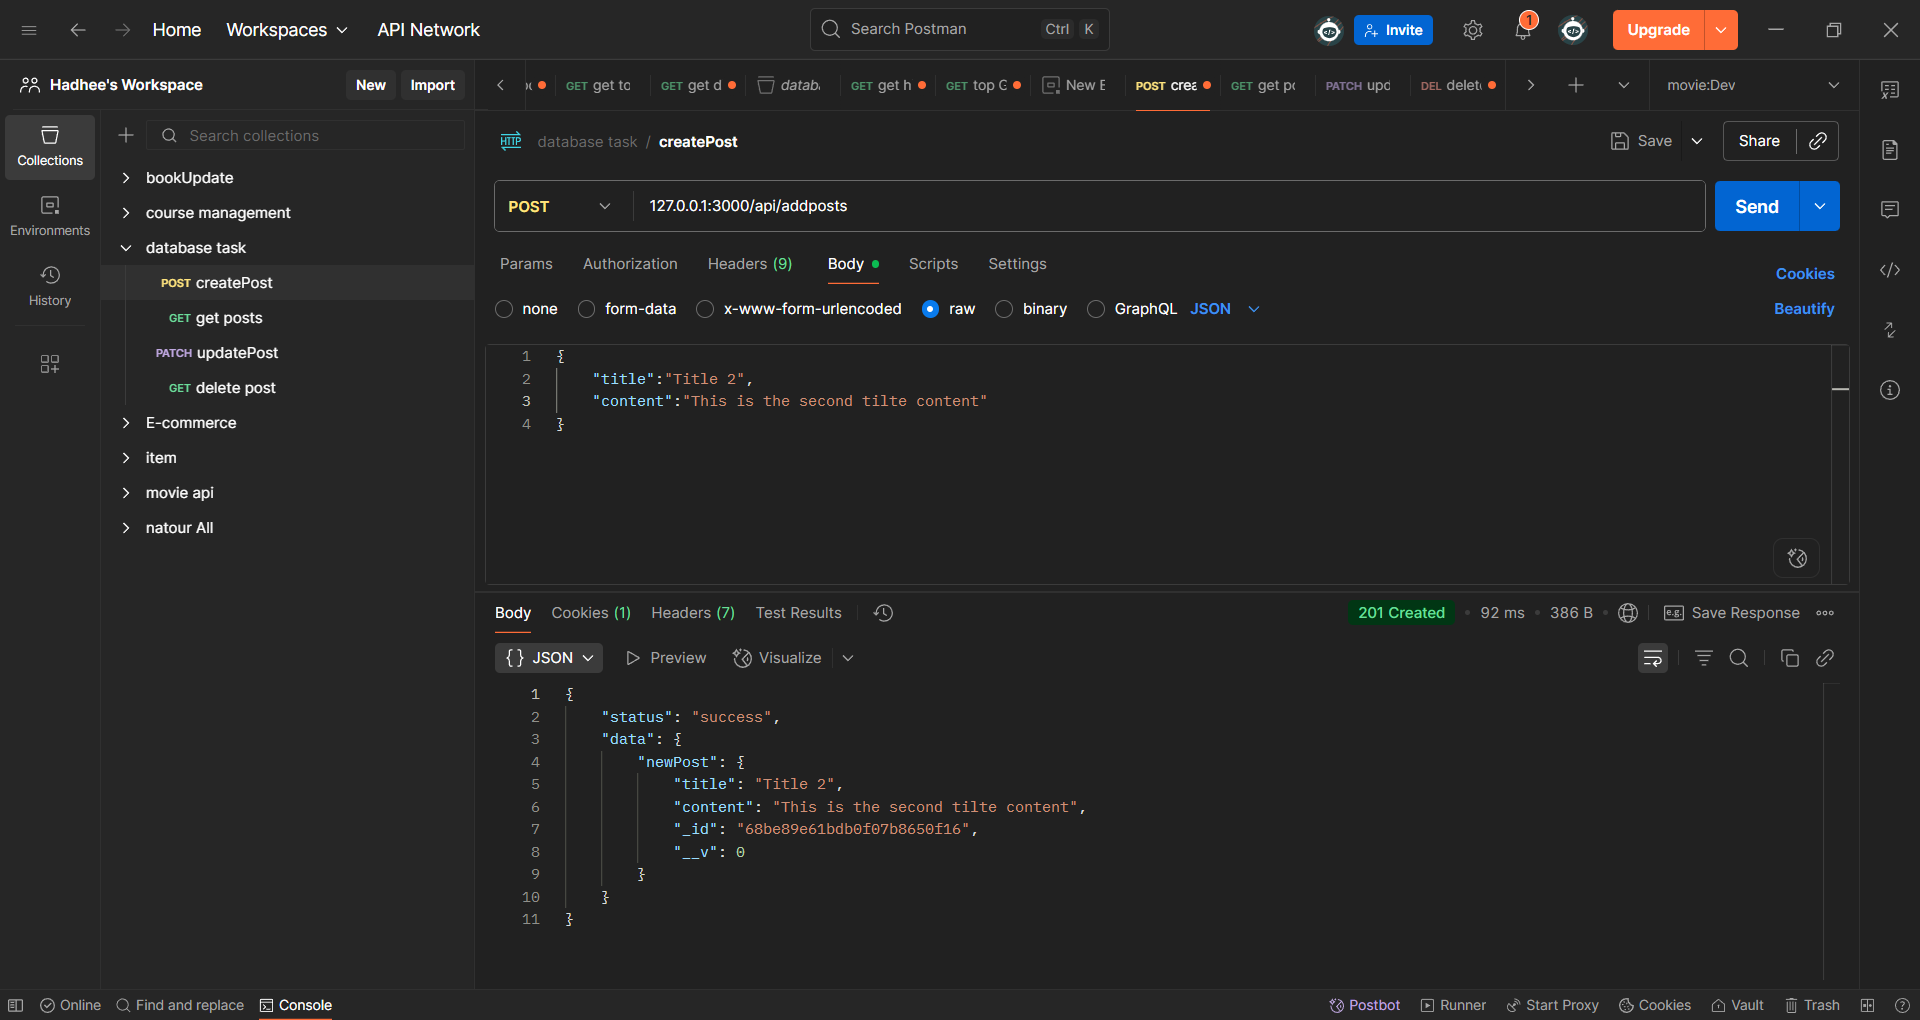 Home Workspaces API Network Search Postman Ctrl K Invite 1 Upgrade
Hadhee's Workspace New Import
GET get to GET get d datab GET get h GET top New E POST crea GET get po PATCH upd DEL delet movie:Dev
Search collections
Collections
Environments
History
bookUpdate
course management
database task
POST createPost
GET get posts
PATCH updatePost
GET delete post
E-commerce
item
movie api
natour All
HTTP database task / createPost Save Share
POST 127.0.0.1:3000/api/addposts Send
Params Authorization Headers (9) Body Scripts Settings Cookies
none form-data x-www-form-urlencoded raw binary GraphQL JSON Beautify
1 {
2 "title":"Title 2",
3 "content":"This is the second tilte content"
4 }
Body Cookies (1) Headers (7) Test Results 201 Created 92 ms 386 B e.g. Save Response
{} JSON Preview Visualize
1 {
2 "status": "success",
3 "data": {
4 "newPost": {
5 "title": "Title 2",
6 "content": "This is the second tilte content",
7 "_id": "68be89e61bdb0f07b8650f16",
8 "__v": 0
9 }
10 }
11 }
Online Find and replace Console Postbot Runner Start Proxy Cookies Vault Trash